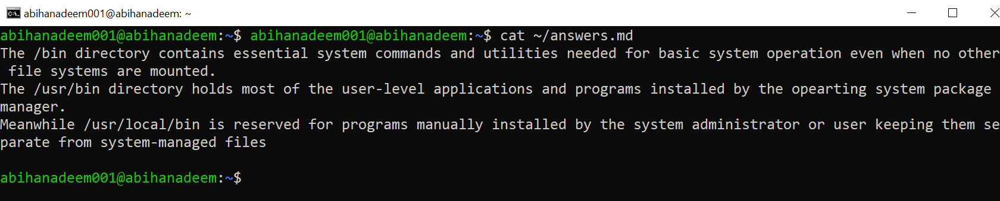 abihanadeem001@abihanadeem: ~
abihanadeem001@abihanadeem:~$ abihanadeem001@abihanadeem:~$ cat ~/answers.md
The /bin directory contains essential system commands and utilities needed for basic system operation even when no other
 file systems are mounted.
The /usr/bin directory holds most of the user-level applications and programs installed by the opearting system package
manager.
Meanwhile /usr/local/bin is reserved for programs manually installed by the system administrator or user keeping them se
parate from system-managed files
abihanadeem001@abihanadeem:~$